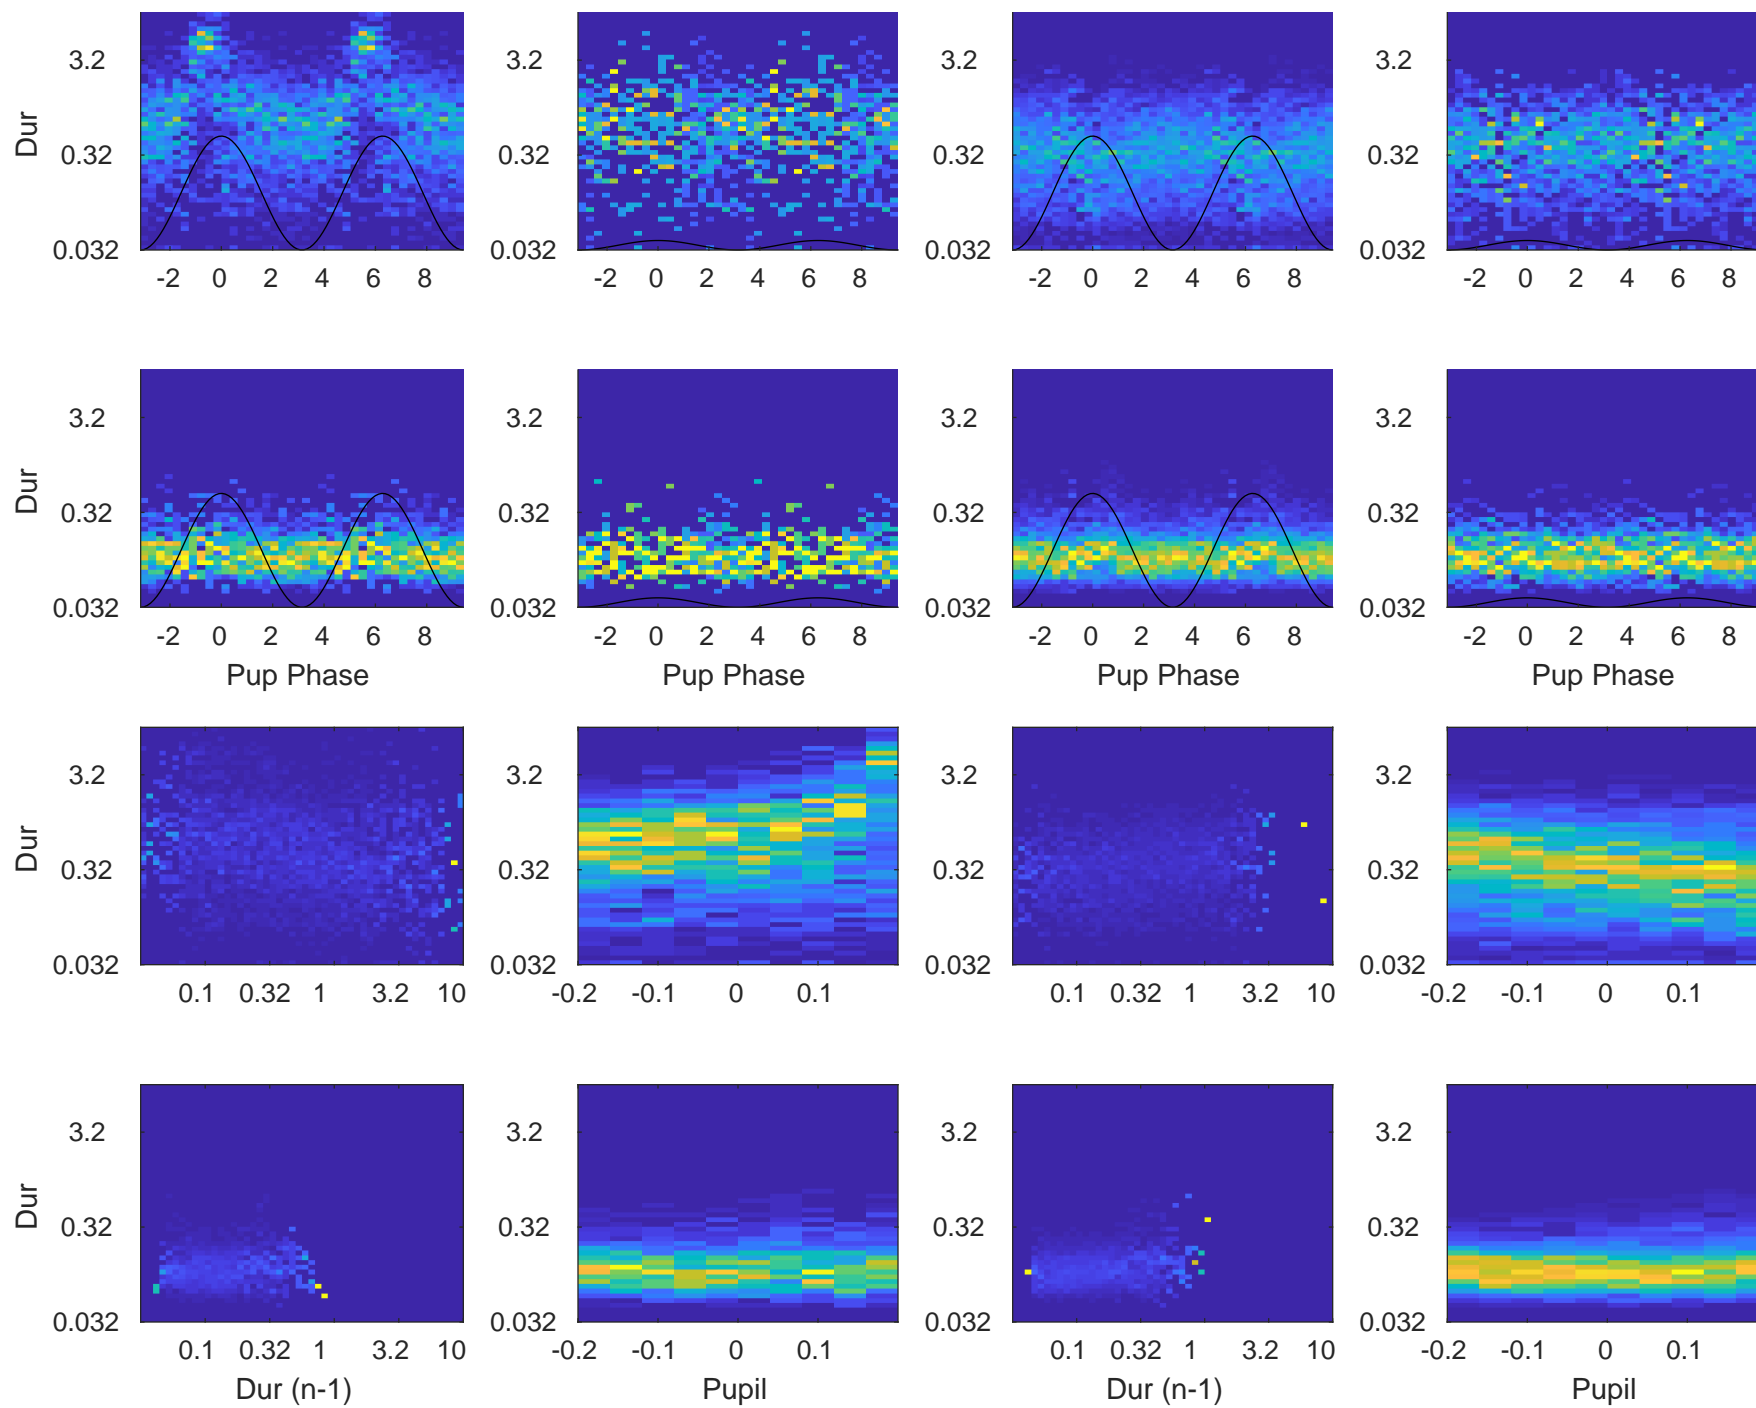 Dur
3.2 3.2 3.2 3.2
0.32 0.32 0.32 0.32
0.032 0.032 0.032 0.032
-2 0 2 4 6 8 -2 0 2 4 6 8 -2 0 2 4 6 8 -2 0 2 4 6 8
Dur
3.2 3.2 3.2 3.2
0.32 0.32 0.32 0.32
0.032 0.032 0.032 0.032
-2 0 2 4 6 8 -2 0 2 4 6 8 -2 0 2 4 6 8 -2 0 2 4 6 8
Pup Phase Pup Phase Pup Phase Pup Phase
Dur
3.2 3.2 3.2 3.2
0.32 0.32 0.32 0.32
0.032 0.032 0.032 0.032
0.1 0.32 1 3.2 10 -0.2 -0.1 0 0.1 0.1 0.32 1 3.2 10 -0.2 -0.1 0 0.1
Dur
3.2 3.2 3.2 3.2
0.32 0.32 0.32 0.32
0.032 0.032 0.032 0.032
0.1 0.32 1 3.2 10 -0.2 -0.1 0 0.1 0.1 0.32 1 3.2 10 -0.2 -0.1 0 0.1
Dur (n-1) Pupil Dur (n-1) Pupil